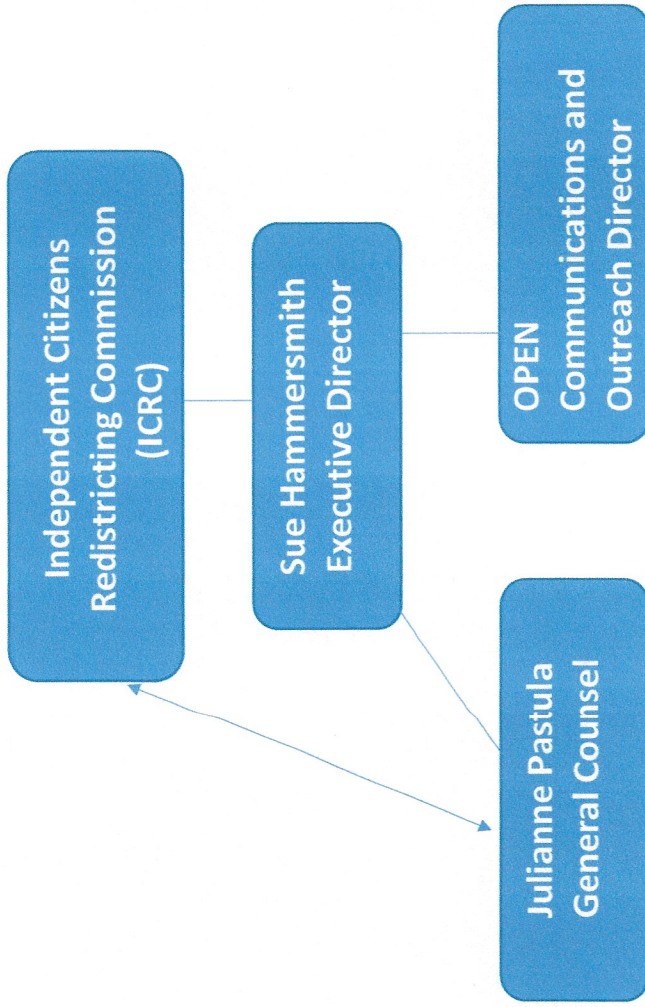 Independent Citizens
Redistricting Commission
(ICRC)
Sue Hammersmith
Executive Director
Julianne Pastula
General Counsel
OPEN
Communications and
Outreach Director